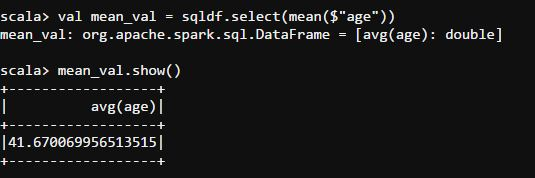 scala> val mean_val = sqldf.select(mean($"age"))
mean_val: org.apache.spark.sql.DataFrame = [avg(age): double]
scala> mean_val.show()
+------------------+
|          avg(age)|
+------------------+
|41.670069956513515|
+------------------+